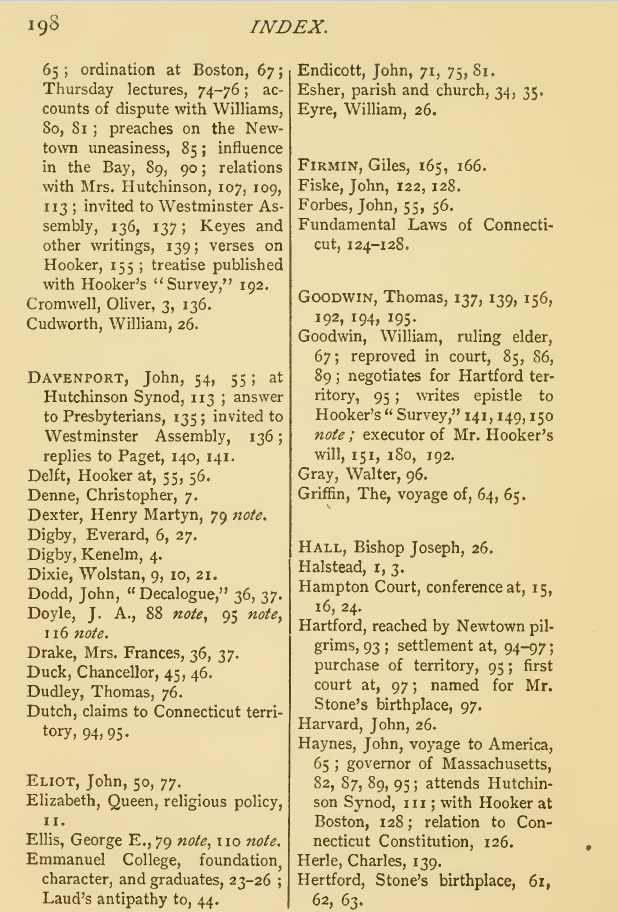 198
INDEX.
65 ; ordination at Boston, 67 ;
Thursday lectures, 74–76 ; ac-
counts of dispute with Williams,
80, 81 ; preaches on the New-
town uneasiness, 85 ; influence
in the Bay, 89, 90 ; relations
with Mrs. Hutchinson, 107, 109,
113 ; invited to Westminster As-
sembly, 136, 137 ; Keyes and
other writings, 139 ; verses on
Hooker, 155 ; treatise published
with Hooker's “Survey,” 192.
Cromwell, Oliver, 3, 136.
Cudworth, William, 26.
DAVENPORT, John, 54, 55 ; at
Hutchinson Synod, 113 ; answer
to Presbyterians, 135 ; invited to
Westminster Assembly, 136 ;
replies to Paget, 140, 141.
Delft, Hooker at, 55, 56.
Denne, Christopher, 7.
Dexter, Henry Martyn, 79 note.
Digby, Everard, 6, 27.
Digby, Kenelm, 4.
Dixie, Wolstan, 9, 10, 21.
Dodd, John, “Decalogue,” 36, 37.
Doyle, J. A., 88 note, 95 note,
116 note.
Drake, Mrs. Frances, 36, 37.
Duck, Chancellor, 45, 46.
Dudley, Thomas, 76.
Dutch, claims to Connecticut terri-
tory, 94, 95.
ELIOT, John, 50, 77.
Elizabeth, Queen, religious policy,
11.
Ellis, George E., 79 note, 110 note.
Emmanuel College, foundation,
character, and graduates, 23–26 ;
Laud's antipathy to, 44.
Endicott, John, 71, 75, 81.
Esher, parish and church, 34, 35.
Eyre, William, 26.
FIRMIN, Giles, 165, 166.
Fiske, John, 122, 128.
Forbes, John, 55, 56.
Fundamental Laws of Connecti-
cut, 124–128.
GOODWIN, Thomas, 137, 139, 156,
192, 194, 195.
Goodwin, William, ruling elder,
67 ; reproved in court, 85, 86,
89 ; negotiates for Hartford ter-
ritory, 95 ; writes epistle to
Hooker's “Survey,” 141, 149, 150
note ; executor of Mr. Hooker's
will, 151, 180, 192.
Gray, Walter, 96.
Griffin, The, voyage of, 64, 65.
HALL, Bishop Joseph, 26.
Halstead, 1, 3.
Hampton Court, conference at, 15,
16, 24.
Hartford, reached by Newtown pil-
grims, 93 ; settlement at, 94–97 ;
purchase of territory, 95 ; first
court at, 97 ; named for Mr.
Stone's birthplace, 97.
Harvard, John, 26.
Haynes, John, voyage to America,
65 ; governor of Massachusetts,
82, 87, 89, 95 ; attends Hutchin-
son Synod, 111 ; with Hooker at
Boston, 128 ; relation to Con-
necticut Constitution, 126.
Herle, Charles, 139.
Hertford, Stone's birthplace, 61,
62, 63.